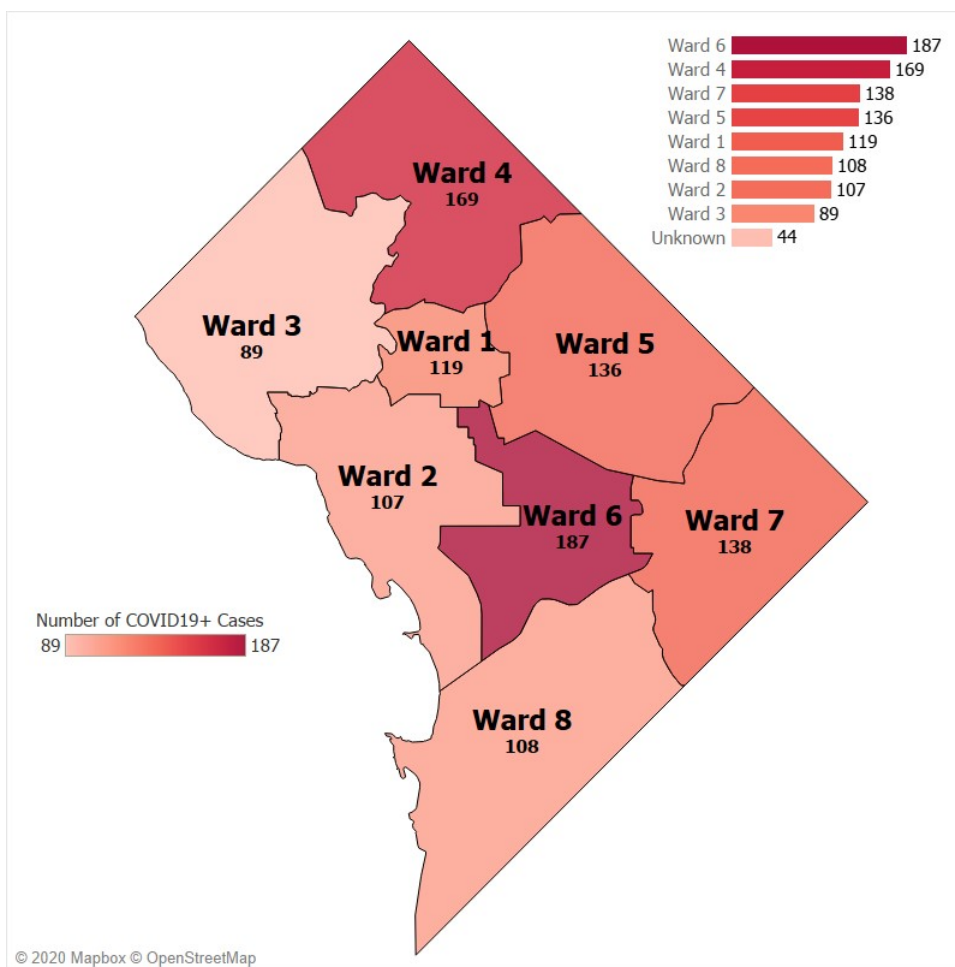 Ward 6 187
Ward 4 169
Ward 7 138
Ward 5 136
Ward 1 119
Ward 8 108
Ward 2 107
Ward 3 89
Unknown 44
Ward 4
169
Ward 3
89
Ward 1
119
Ward 5
136
Ward 2
107
Ward 6
187
Ward 7
138
Number of COVID19+ Cases
89 187
Ward 8
108
© 2020 Mapbox © OpenStreetMap